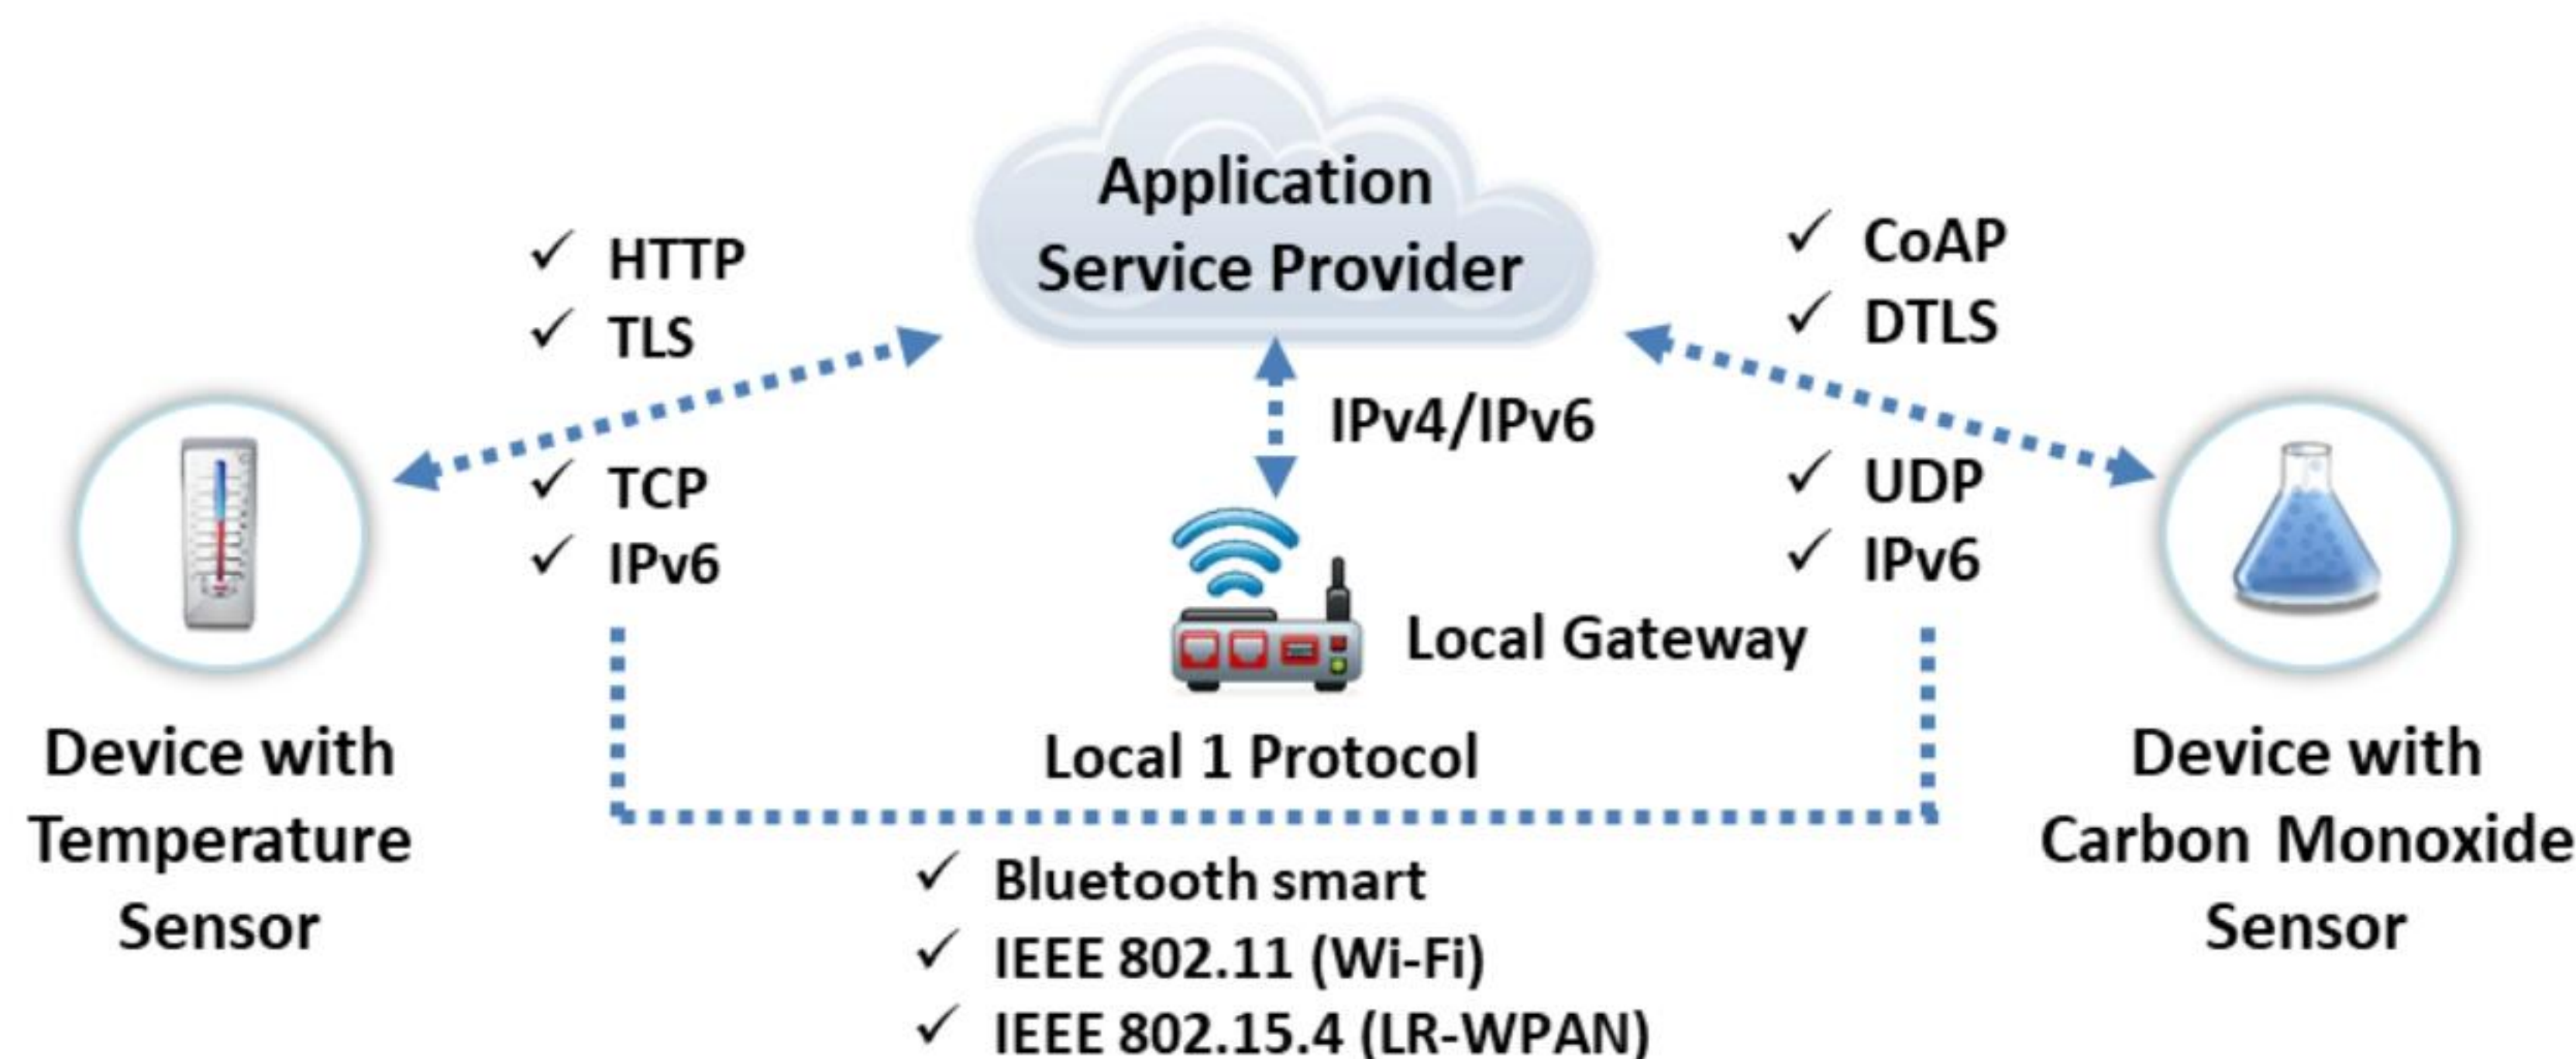 Application
Service Provider
HTTP
TLS
TCP
IPv6
IPv4/IPv6
CoAP
DTLS
UDP
IPv6
Local Gateway
Local 1 Protocol
Device with
Temperature
Sensor
Device with
Carbon Monoxide
Sensor
Bluetooth smart
IEEE 802.11 (Wi-Fi)
IEEE 802.15.4 (LR-WPAN)